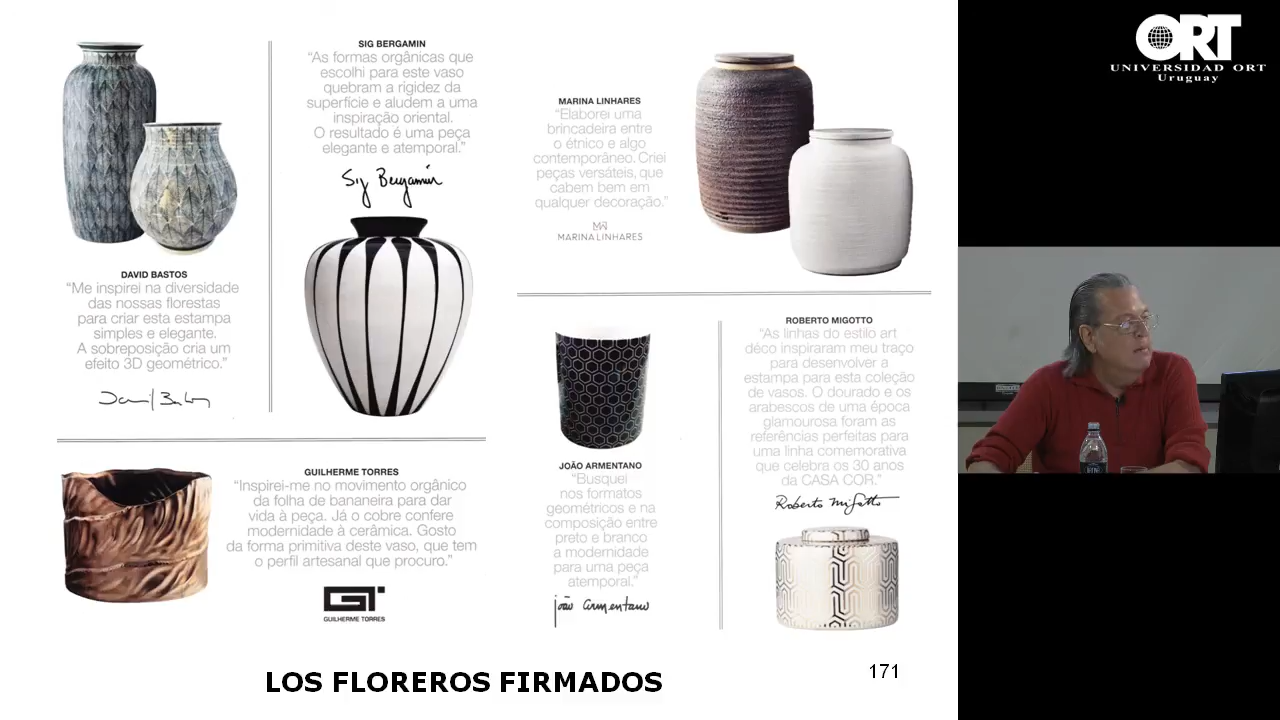 DAVID BASTOS
“Me inspirei na diversidade
das nossas florestas
para criar esta estampa
simples e elegante.
A sobreposição cria um
efeito 3D geométrico.”
SIG BERGAMIN
“As formas orgânicas que
escolhi para este vaso
quebram a rigidez da
superfície e aludem a uma
inspiração oriental.
O resultado é uma peça
elegante e atemporal.”
Sig Bergamin
MARINA LINHARES
“Elaborei uma
brincadeira entre
o étnico e algo
contemporâneo. Criei
peças versáteis, que
cabem bem em
qualquer decoração.”
MARINA LINHARES
GUILHERME TORRES
“Inspirei-me no movimento orgânico
da folha de bananeira para dar
vida à peça. Já o cobre confere
modernidade à cerâmica. Gosto
da forma primitiva deste vaso, que tem
o perfil artesanal que procuro.”
GT
GUILHERME TORRES
JOÃO ARMENTANO
“Busquei
nos formatos
geométricos e na
composição entre
preto e branco
a modernidade
para uma peça
atemporal.”
joão armentano
ROBERTO MIGOTTO
“As linhas do estilo art
déco inspiraram meu traço
para desenvolver a
estampa para esta coleção
de vasos. O dourado e os
arabescos de uma época
glamourosa foram as
referências perfeitas para
uma linha comemorativa
que celebra os 30 anos
da CASA COR.”
Roberto Migotto
LOS FLOREROS FIRMADOS
171
ORT
UNIVERSIDAD ORT
Uruguay